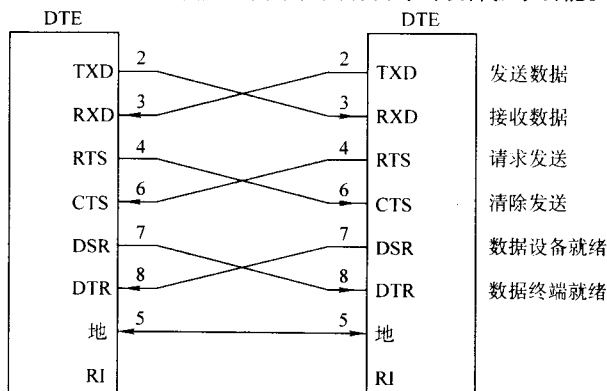 DTE DTE
TXD 2 2 TXD 发送数据
RXD 3 3 RXD 接收数据
RTS 4 4 RTS 请求发送
CTS 6 6 CTS 清除发送
DSR 7 7 DSR 数据设备就绪
DTR 8 8 DTR 数据终端就绪
地 5 5 地
RI RI